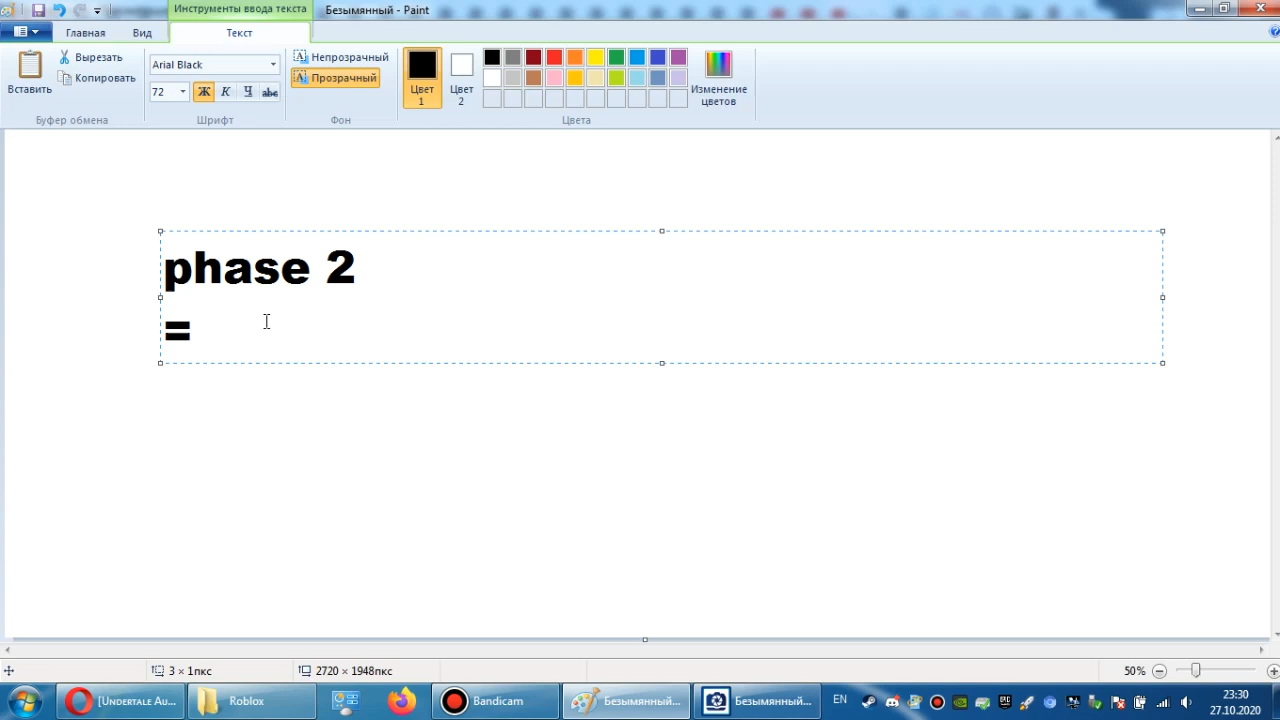 Инструменты ввода текста
Безымянный - Paint
Главная
Вид
Текст
Вставить
Вырезать
Копировать
Буфер обмена
Arial Black
72
Ж К Ч abc
Шрифт
Непрозрачный
Прозрачный
Фон
Цвет 1
Цвет 2
Изменение цветов
Цвета
phase 2
=
3 × 1пкс
2720 × 1948пкс
50%
[Undertale Au...
Roblox
Bandicam
Безымянный...
Безымянный...
EN
23:30
27.10.2020